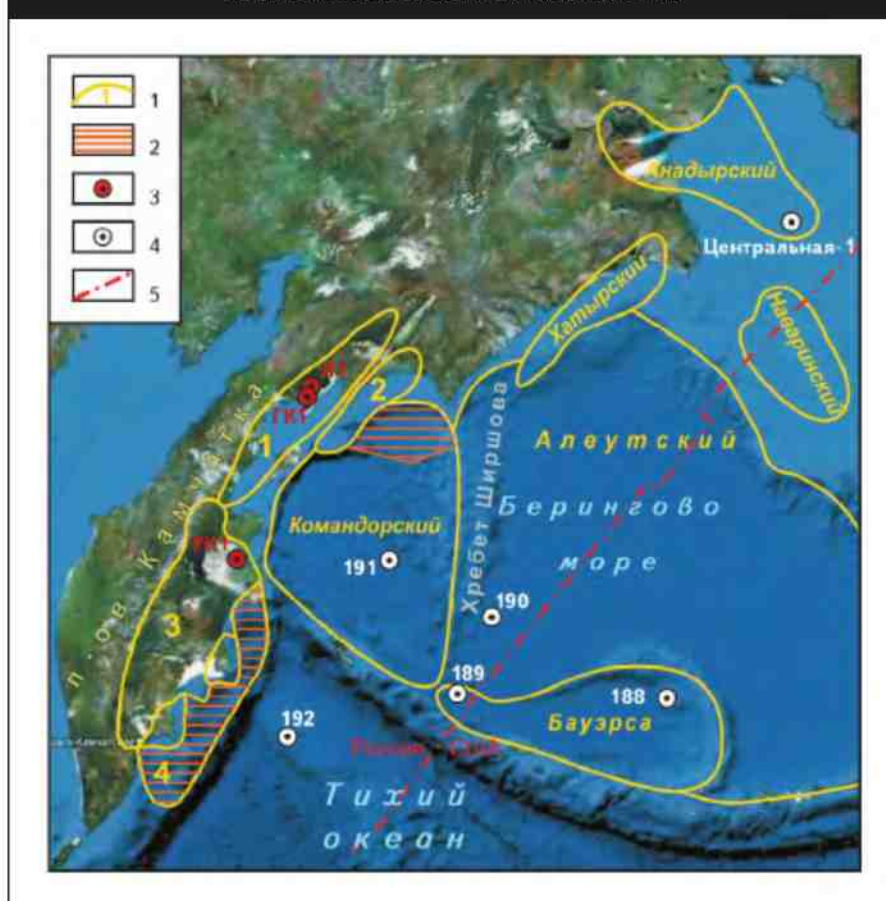 1
1
2
3
4
5
Анадырский
Центральная-1
Хатырский
Наваринский
2
1
ГК1
п-ов Камчатка
Хребет Ширшова
Алеутский
Берингово
море
Командорский
191
190
3
189
188
Бауэрса
192
4
Тихий
океан